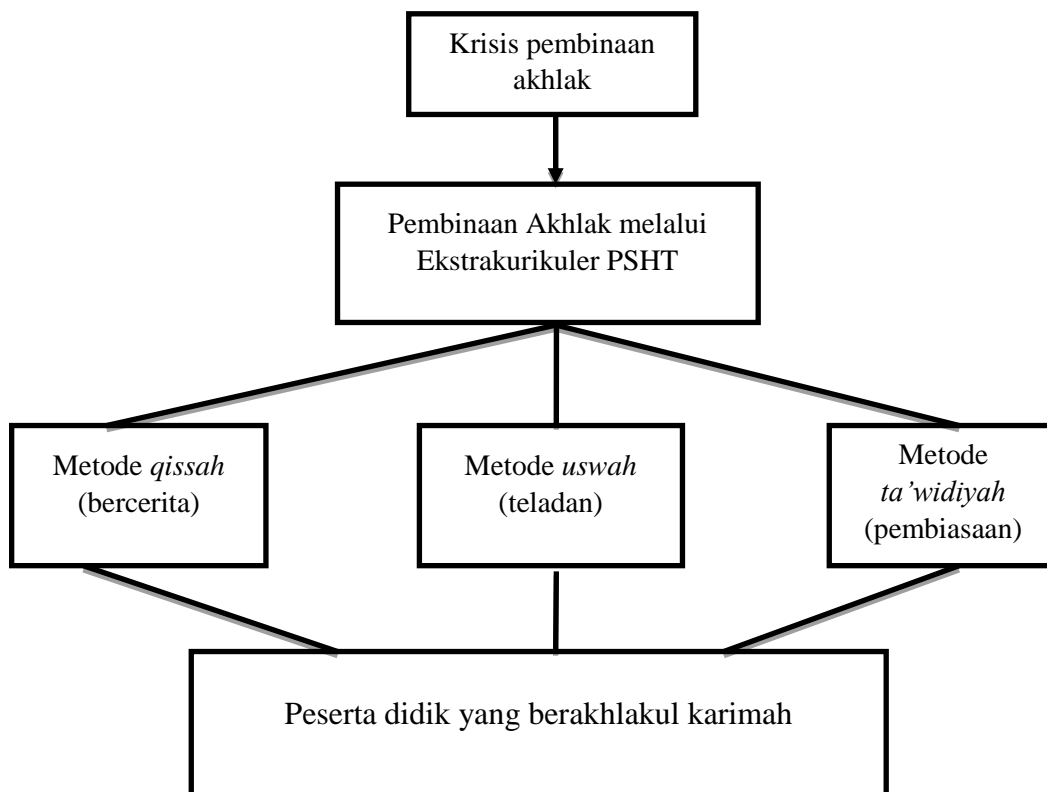 Krisis pembinaan
akhlak
Pembinaan Akhlak melalui
Ekstrakurikuler PSHT
Metode qissah
(bercerita)
Metode uswah
(teladan)
Metode
ta’widiyah
(pembiasaan)
Peserta didik yang berakhlakul karimah